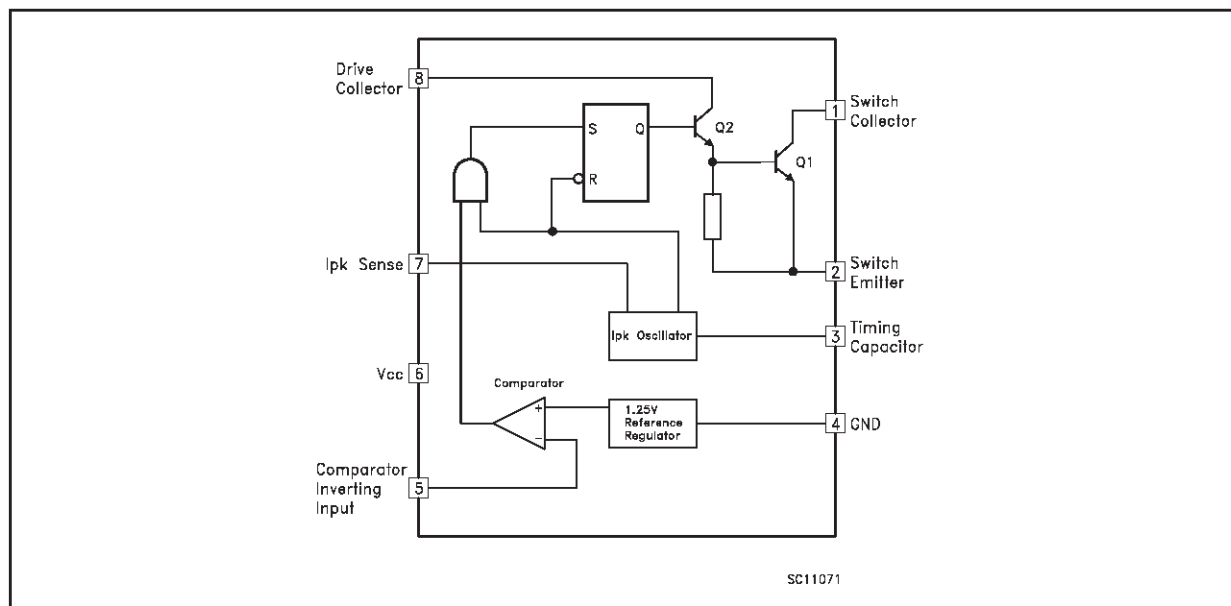 Drive
Collector
8
S
Q
R
Q2
Q1
1
Switch
Collector
Ipk Sense
7
2
Switch
Emitter
Ipk Oscillator
3
Timing
Capacitor
Vcc
6
Comparator
+
−
1.25V
Reference
Regulator
4
GND
Comparator
Inverting
Input
5
SC11071